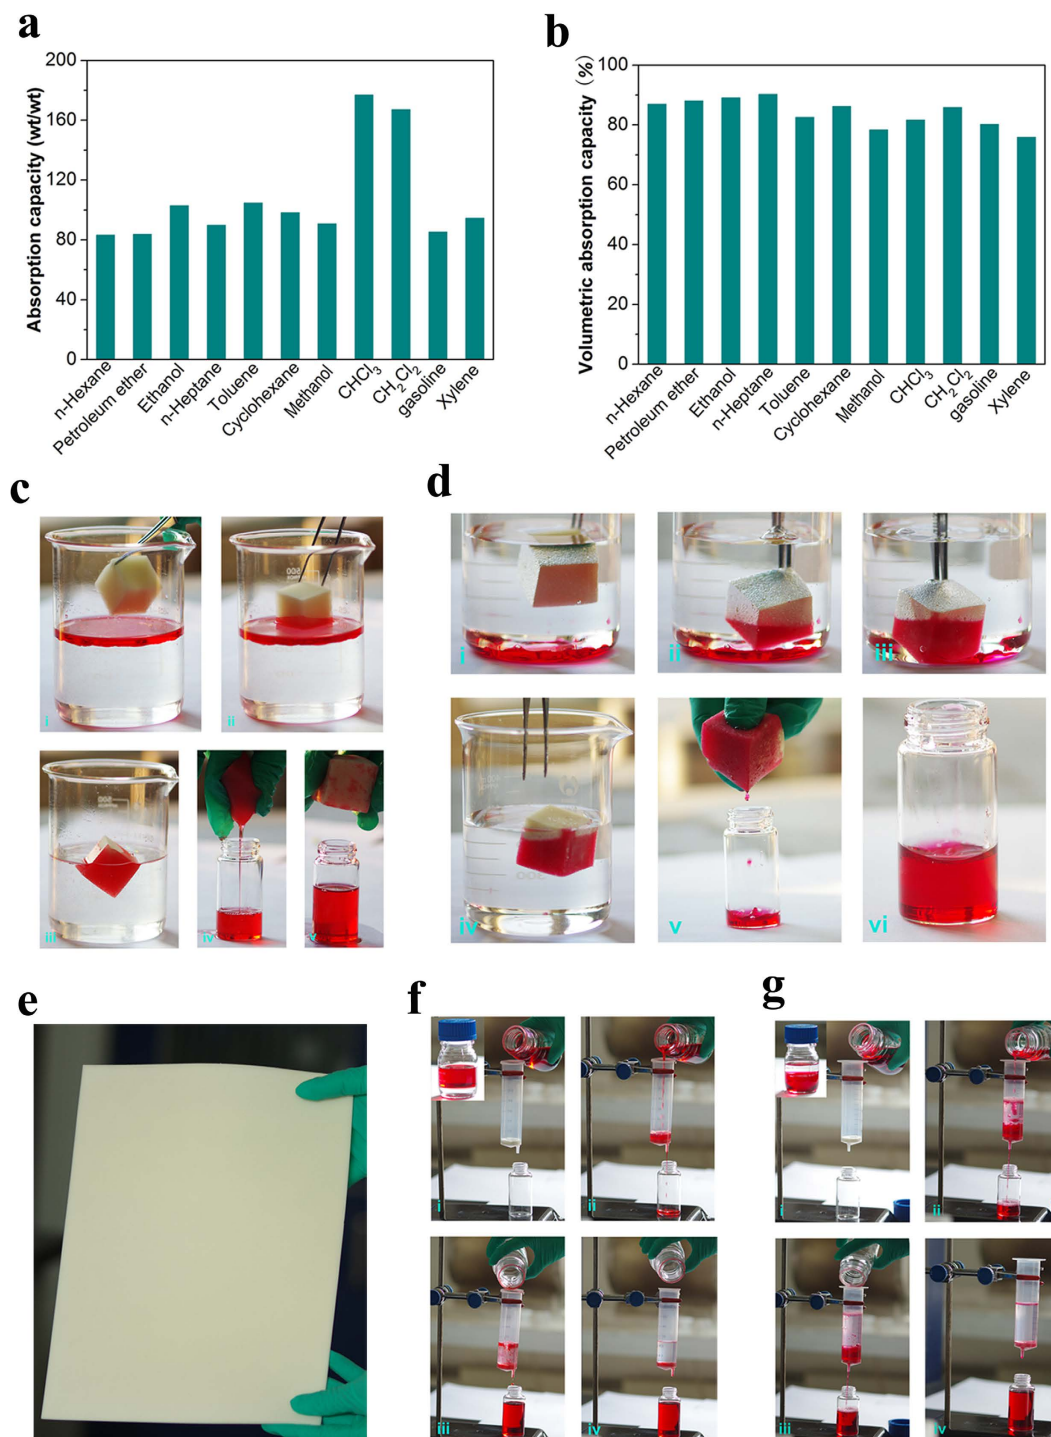 a
Absorption capacity (wt/wt)
200
160
120
80
40
0
n-Hexane
Petroleum ether
Ethanol
n-Heptane
Toluene
Cyclohexane
Methanol
CHCl3
CH2Cl2
gasoline
Xylene
b
Volumetric absorption capacity (%)
100
80
60
40
20
0
n-Hexane
Petroleum ether
Ethanol
n-Heptane
Toluene
Cyclohexane
Methanol
CHCl3
CH2Cl2
gasoline
Xylene
c
i
ii
iii
iv
v
d
i
ii
iii
iv
v
vi
e
f
i
ii
iii
iv
g
i
ii
iii
iv